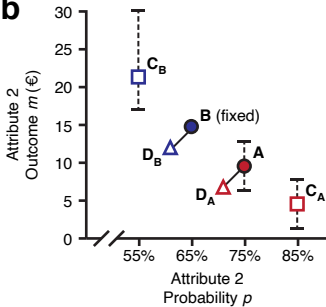 b
Attribute 2
Outcome m (€)
30
25
20
15
10
5
0
C_B
B (fixed)
D_B
A
D_A
C_A
55% 65% 75% 85%
Attribute 2
Probability p